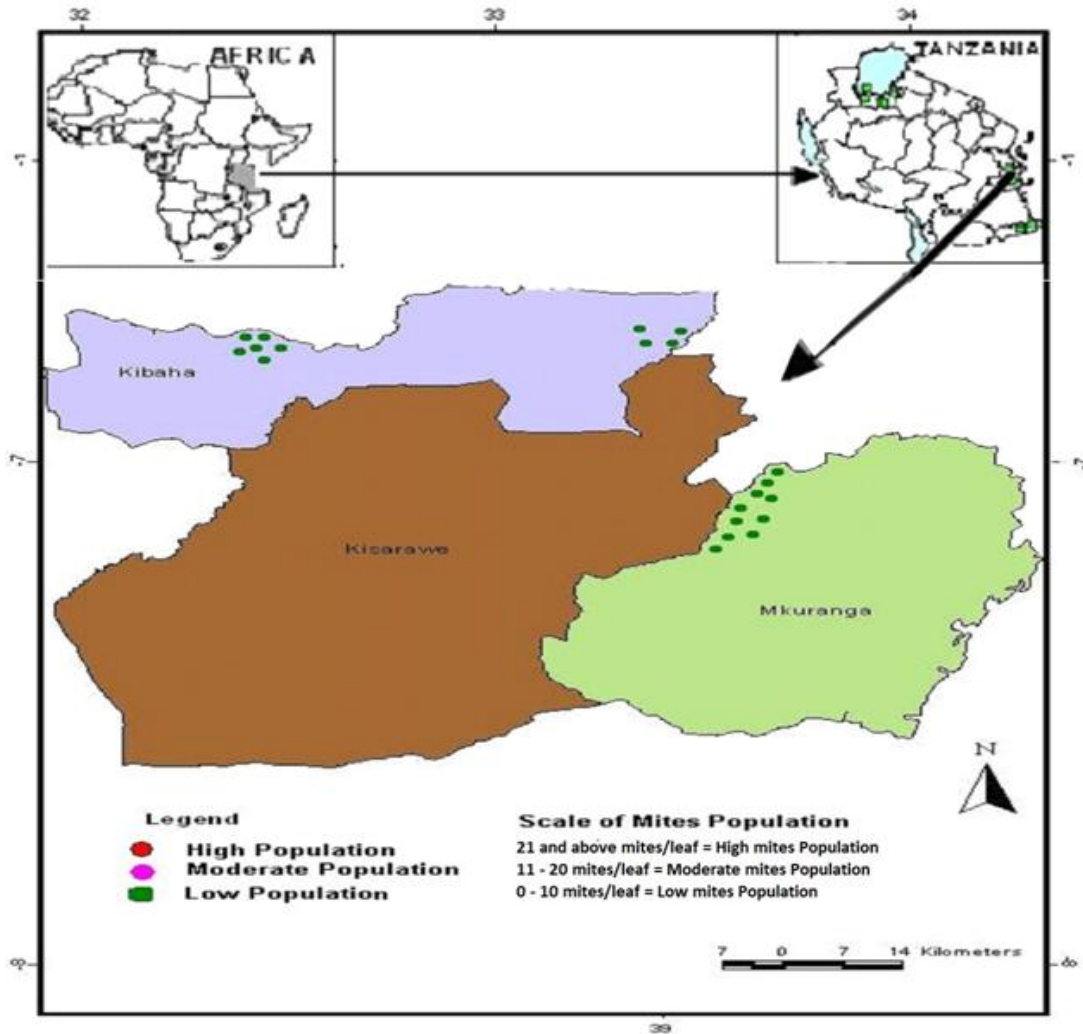 32 33 34
AFRICA
TANZANIA
-1 -1
Kibaha
-7 -7
Kisarawe
Mkuranga
N
Legend
High Population
Moderate Population
Low Population
Scale of Mites Population
21 and above mites/leaf = High mites Population
11 - 20 mites/leaf = Moderate mites Population
0 - 10 mites/leaf = Low mites Population
7 0 7 14 Kilometers
-8 -8
39